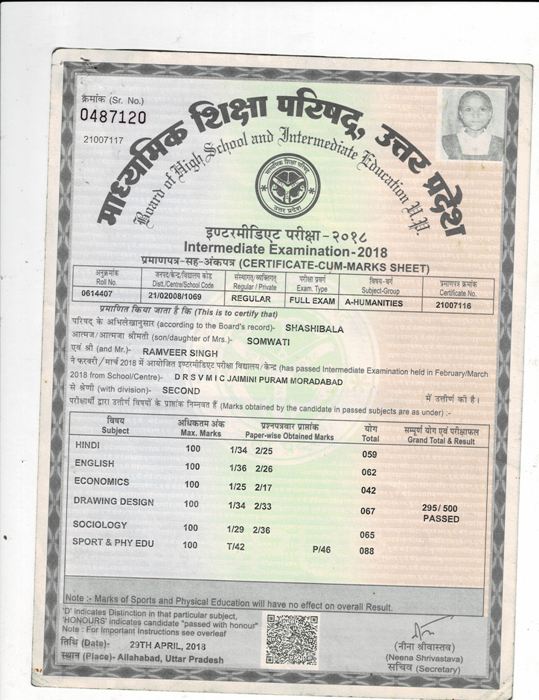 क्रमांक (Sr. No.)
0487120
21007117
माध्यमिक शिक्षा परिषद्, उत्तर प्रदेश
Board of High School and Intermediate Education U.P.
उत्तर प्रदेश
इण्टरमीडिएट परीक्षा-२०१८
Intermediate Examination-2018
प्रमाणपत्र-सह-अंकपत्र (CERTIFICATE-CUM-MARKS SHEET)
अनुक्रमांक जनपद/केन्द्र/विद्यालय कोड संस्थागत/व्यक्तिगत परीक्षा प्रवर्ग विषय-वर्ग प्रमाणपत्र क्रमांक
Roll No. Distt./Centre/School Code Regular / Private Exam. Type Subject-Group Certificate No.
0614407 21/02008/1069 REGULAR FULL EXAM A-HUMANITIES 21007116
प्रमाणित किया जाता है कि (This is to certify that)
परिषद् के अभिलेखानुसार (according to the Board's record)- SHASHIBALA
आत्मज/आत्मजा श्रीमती (son/daughter of Mrs.)- SOMWATI
एवं श्री (and Mr.)- RAMVEER SINGH
ने फरवरी/मार्च 2018 में आयोजित इण्टरमीडिएट परीक्षा विद्यालय/केन्द्र (has passed Intermediate Examination held in February/March
2018 from School/Centre)- D R S V M I C JAIMINI PURAM MORADABAD
से श्रेणी (with division)- SECOND में उत्तीर्ण की है।
परीक्षार्थी द्वारा उत्तीर्ण विषयों के प्राप्तांक निम्नवत हैं (Marks obtained by the candidate in passed subjects are as under) :-
विषय अधिकतम अंक प्रश्नपत्रवार प्राप्तांक योग सम्पूर्ण योग एवं परीक्षाफल
Subject Max. Marks Paper-wise Obtained Marks Total Grand Total & Result
HINDI 100 1/34 2/25 059
ENGLISH 100 1/36 2/26 062
ECONOMICS 100 1/25 2/17 042
DRAWING DESIGN 100 1/34 2/33 067 295/ 500
PASSED
SOCIOLOGY 100 1/29 2/36 065
SPORT & PHY EDU 100 T/42 P/46 088
Note :- Marks of Sports and Physical Education will have no effect on overall Result.
'D' indicates Distinction in that particular subject,
'HONOURS' indicates candidate "passed with honour"
Note : For Important Instructions see overleaf
तिथि (Date)- 29TH APRIL, 2018
स्थान (Place)- Allahabad, Uttar Pradesh
(नीना श्रीवास्तव)
(Neena Shrivastava)
सचिव (Secretary)